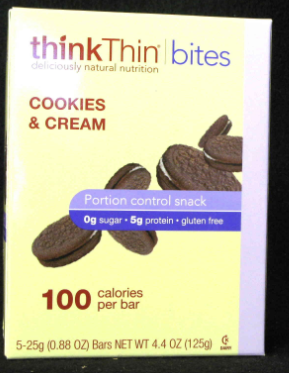 thinkThin® bites
deliciously natural nutrition
COOKIES
& CREAM
Portion control snack
0g sugar • 5g protein • gluten free
100 calories
per bar
5-25g (0.88 OZ) Bars NET WT 4.4 OZ (125g)